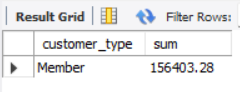 Result Grid Filter Rows:
customer_type sum
Member 156403.28